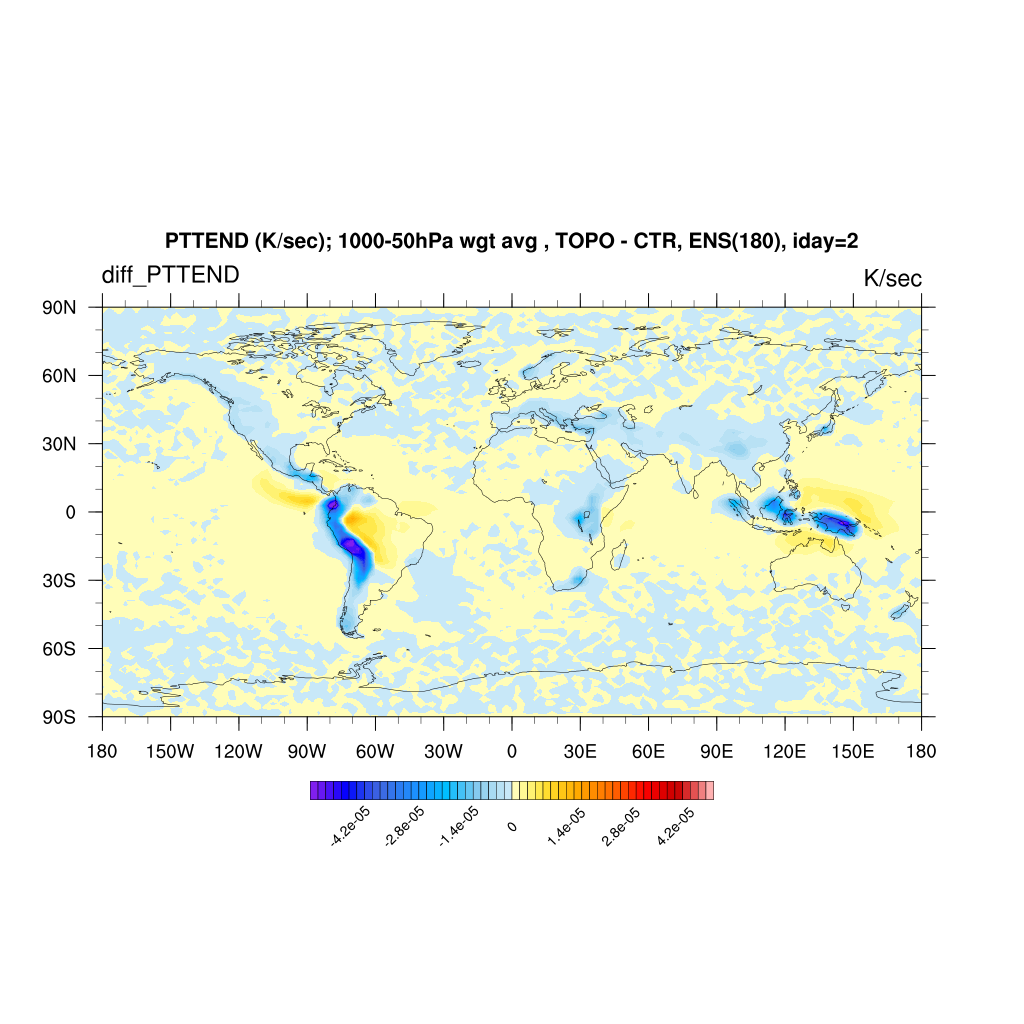 PTTEND (K/sec); 1000-50hPa wgt avg , TOPO - CTR, ENS(180), iday=2
diff_PTTEND K/sec
90N
60N
30N
0
30S
60S
90S
180 150W 120W 90W 60W 30W 0 30E 60E 90E 120E 150E 180
-4.2e-05 -2.8e-05 -1.4e-05 0 1.4e-05 2.8e-05 4.2e-05